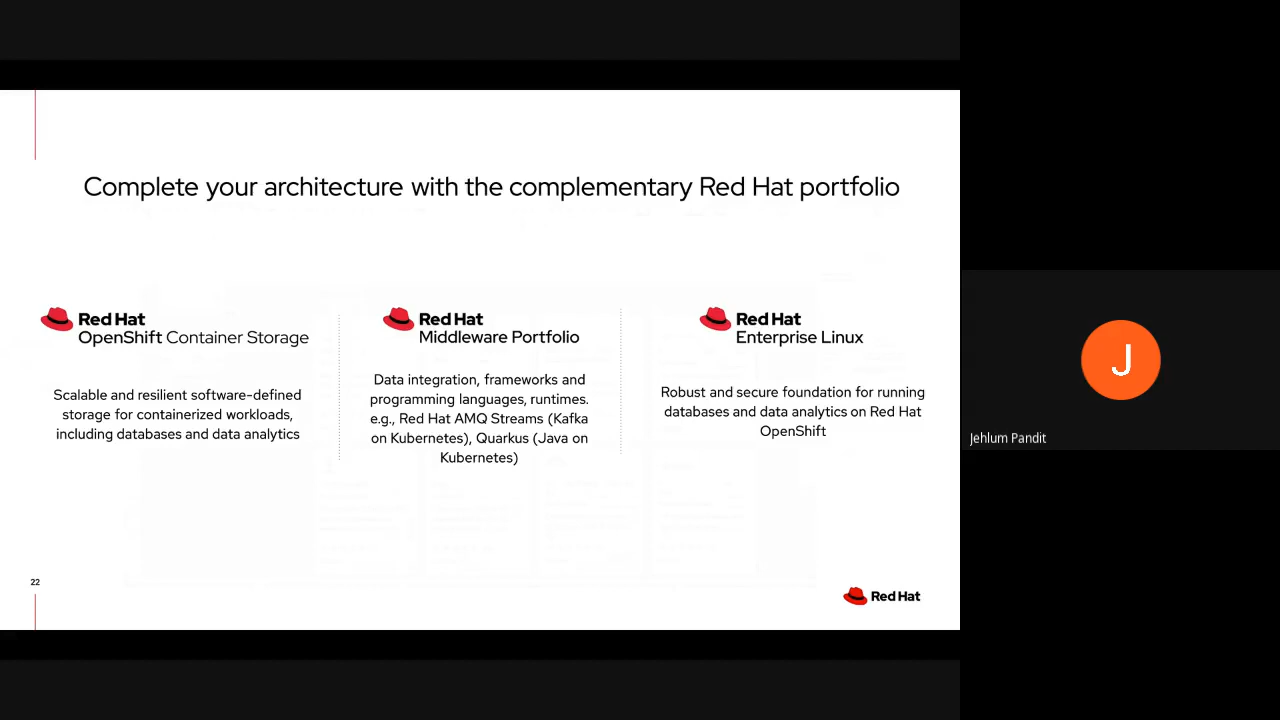 Complete your architecture with the complementary Red Hat portfolio
Red Hat
OpenShift Container Storage
Scalable and resilient software-defined
storage for containerized workloads,
including databases and data analytics
Red Hat
Middleware Portfolio
Data integration, frameworks and
programming languages, runtimes.
e.g., Red Hat AMQ Streams (Kafka
on Kubernetes), Quarkus (Java on
Kubernetes)
Red Hat
Enterprise Linux
Robust and secure foundation for running
databases and data analytics on Red Hat
OpenShift
22
Red Hat
J
Jehlum Pandit